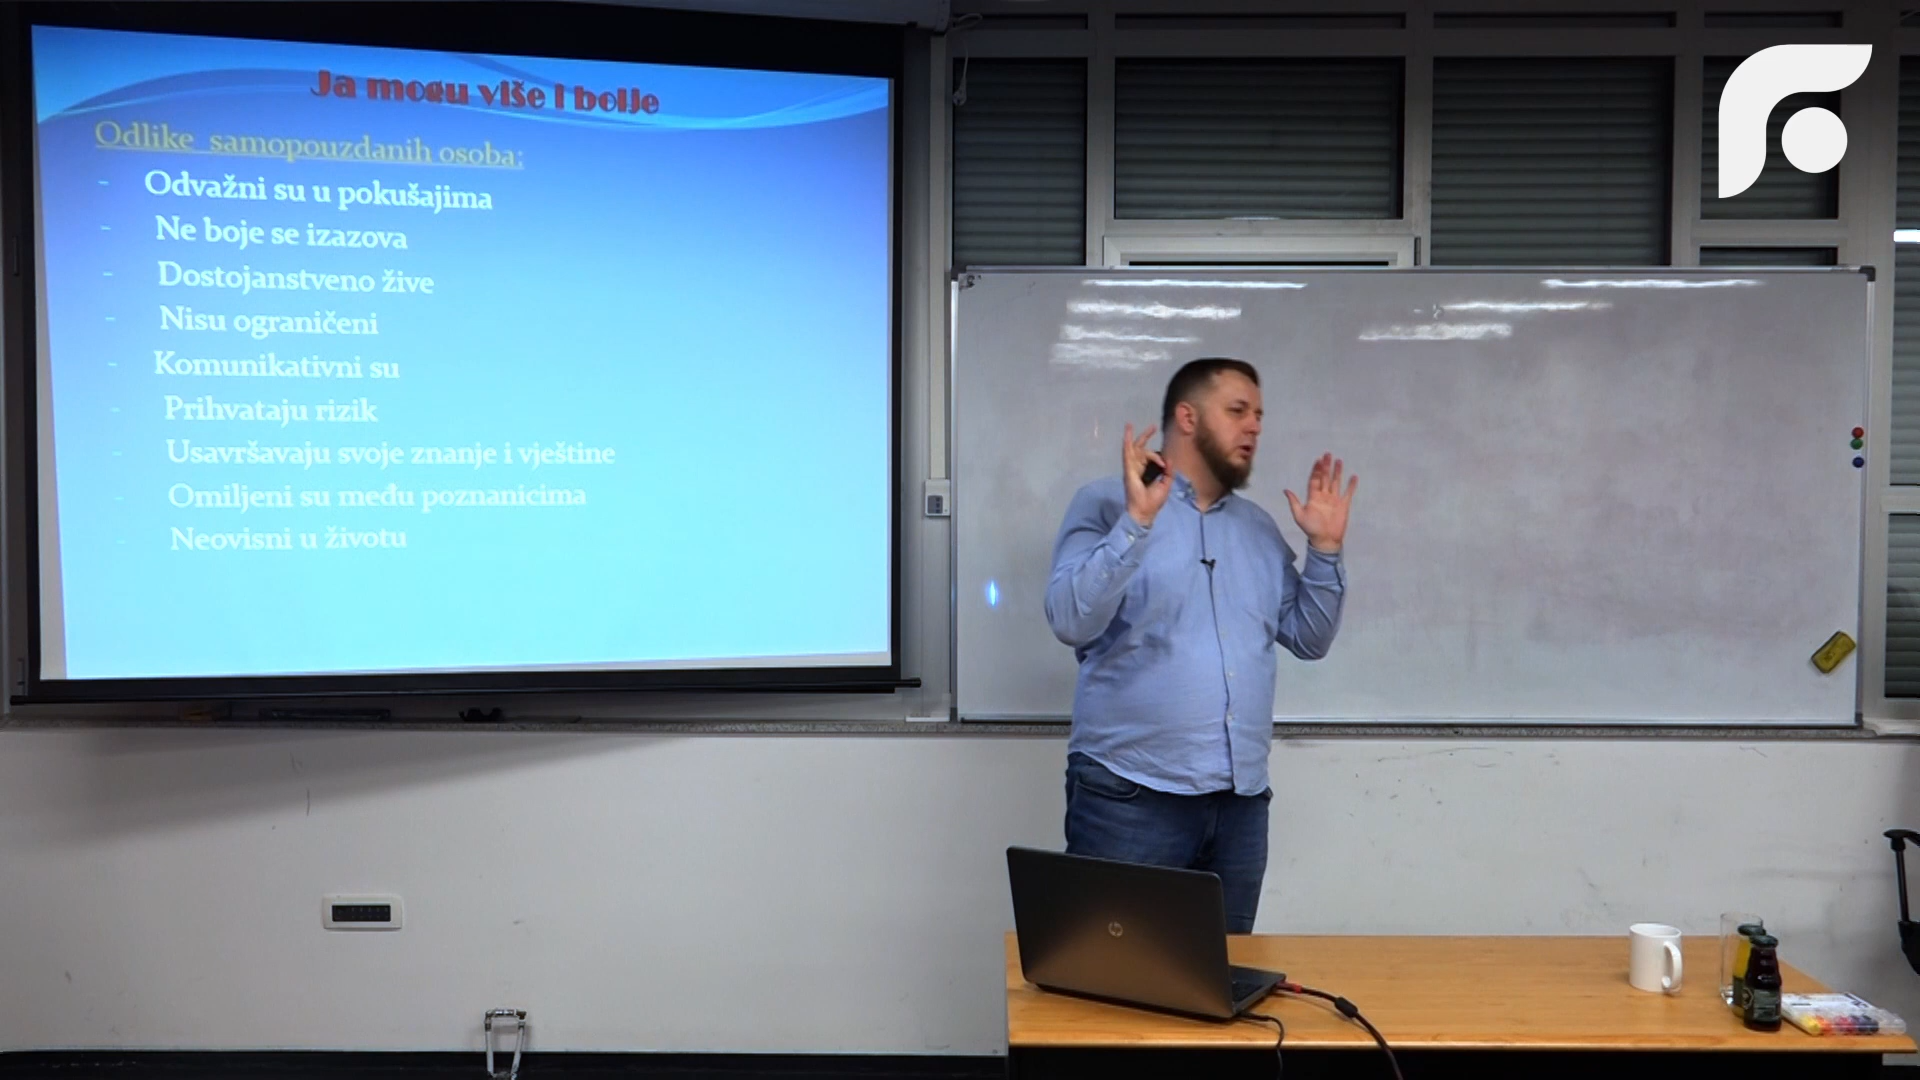 Ja mogu više I bolje
Odlike samopouzdanih osoba:
- Odvažni su u pokušajima
- Ne boje se izazova
- Dostojanstveno žive
- Nisu ograničeni
- Komunikativni su
- Prihvataju rizik
- Usavršavaju svoje znanje i vještine
- Omiljeni su među poznanicima
- Neovisni u životu
hp